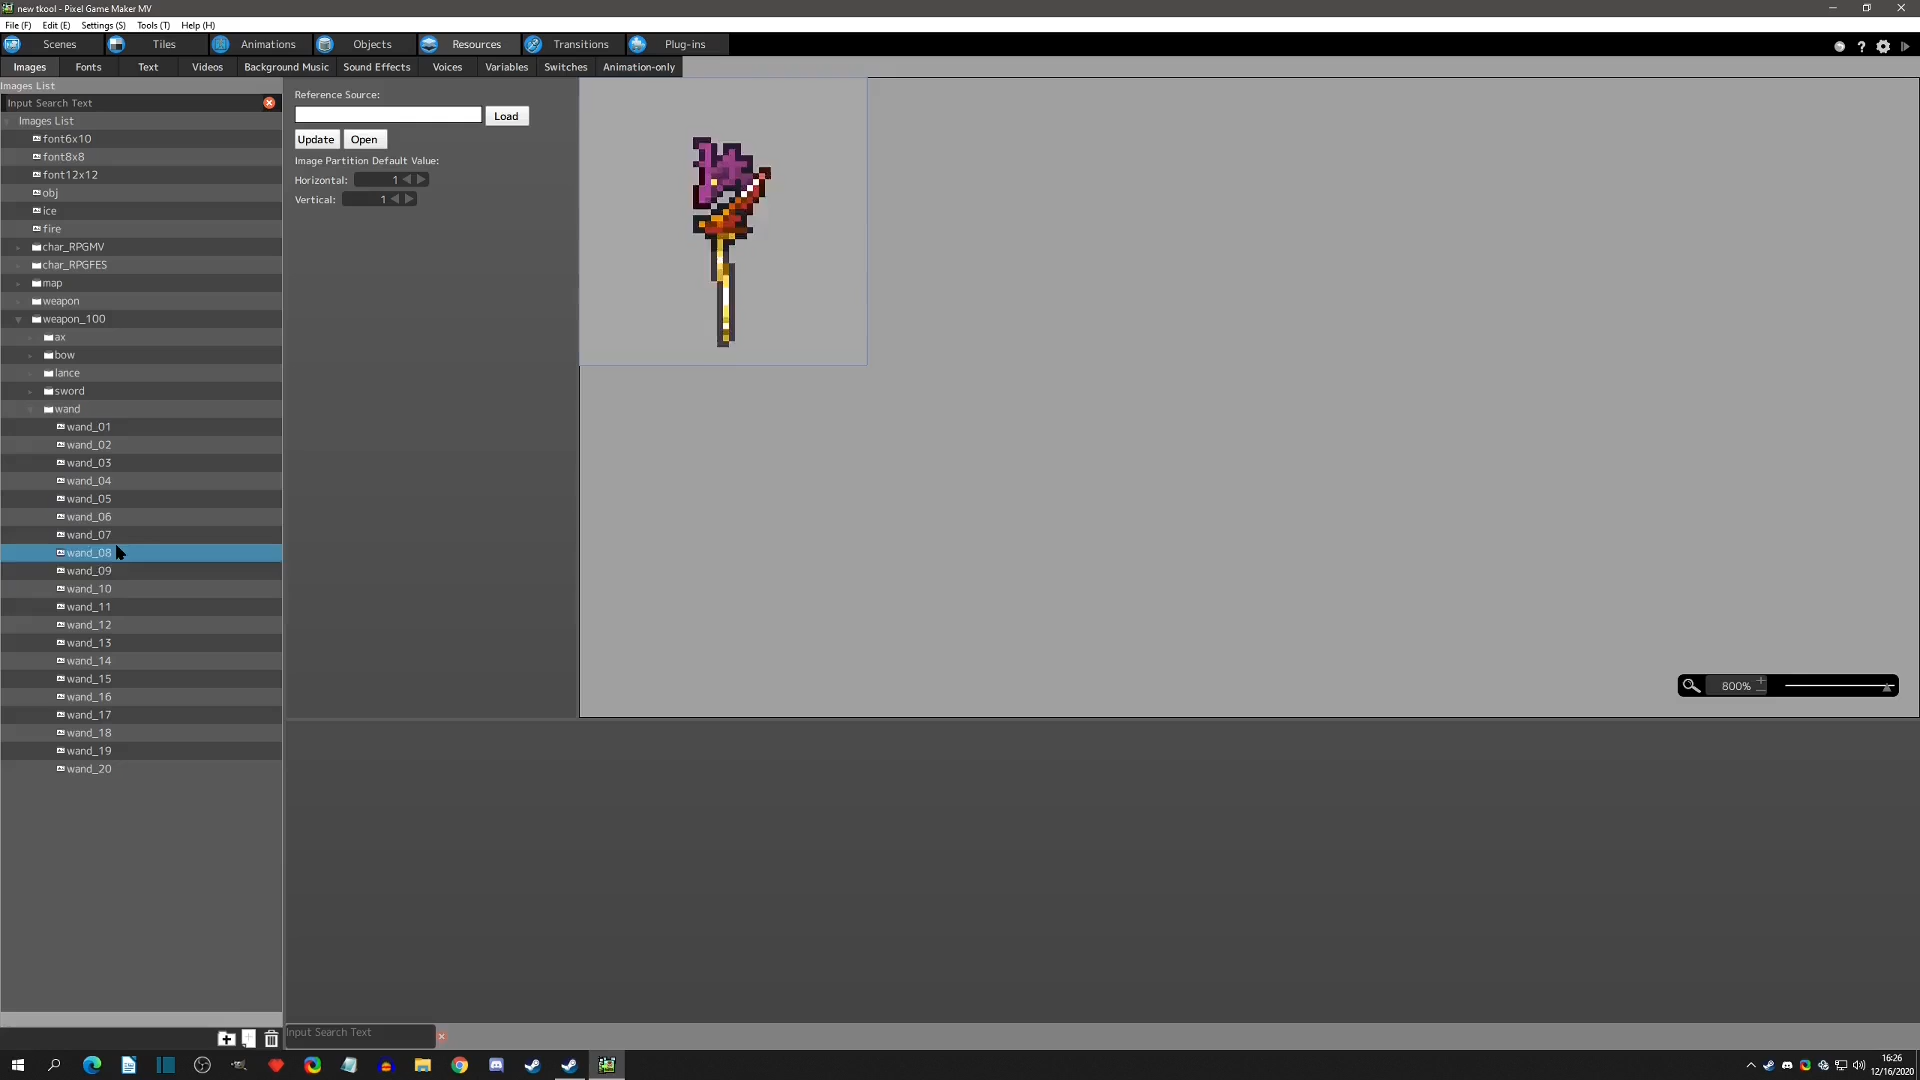 new tkool - Pixel Game Maker MV
File (F) Edit (E) Settings (S) Tools (T) Help (H)
Scenes Tiles Animations Objects Resources Transitions Plug-ins
Images Fonts Text Videos Background Music Sound Effects Voices Variables Switches Animation-only
Images List
Input Search Text
Images List
font6x10
font8x8
font12x12
obj
ice
fire
char_RPGMV
char_RPGFES
map
weapon
weapon_100
ax
bow
lance
sword
wand
wand_01
wand_02
wand_03
wand_04
wand_05
wand_06
wand_07
wand_08
wand_09
wand_10
wand_11
wand_12
wand_13
wand_14
wand_15
wand_16
wand_17
wand_18
wand_19
wand_20
Reference Source:
Load
Update Open
Image Partition Default Value:
Horizontal: 1
Vertical: 1
800%
Input Search Text
16:26
12/16/2020